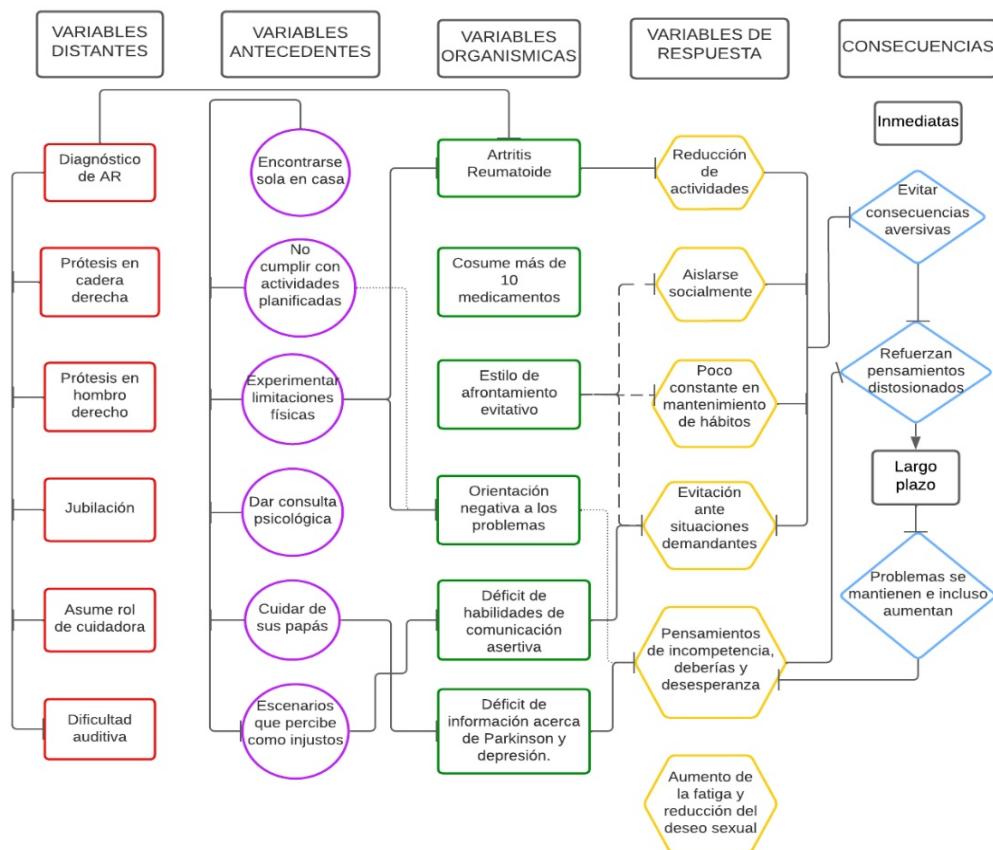 VARIABLES
DISTANTES
VARIABLES
ANTECEDENTES
VARIABLES
ORGANISMICAS
VARIABLES DE
RESPUESTA
CONSECUENCIAS
Diagnóstico
de AR
Prótesis en
cadera
derecha
Prótesis en
hombro
derecho
Jubilación
Asume rol
de cuidadora
Dificultad
auditiva
Encontrarse
sola en casa
No
cumplir con
actividades
planificadas
Experimentar
limitaciones
físicas
Dar consulta
psicológica
Cuidar de
sus papás
Escenarios
que percibe
como injustos
Artritis
Reumatoide
Cosume más de
10
medicamentos
Estilo de
afrontamiento
evitativo
Orientación
negativa a los
problemas
Déficit de
habilidades de
comunicación
asertiva
Déficit de
información acerca
de Parkinson y
depresión.
Reducción
de
actividades
Aislarse
socialmente
Poco
constante en
mantenimiento
de hábitos
Evitación
ante
situaciones
demandantes
Pensamientos
de incompetencia,
deberías y
desesperanza
Aumento de
la fatiga y
reducción del
deseo sexual
Inmediatas
Evitar
consecuencias
aversivas
Refuerzan
pensamientos
distosionados
Largo
plazo
Problemas se
mantienen e incluso
aumentan